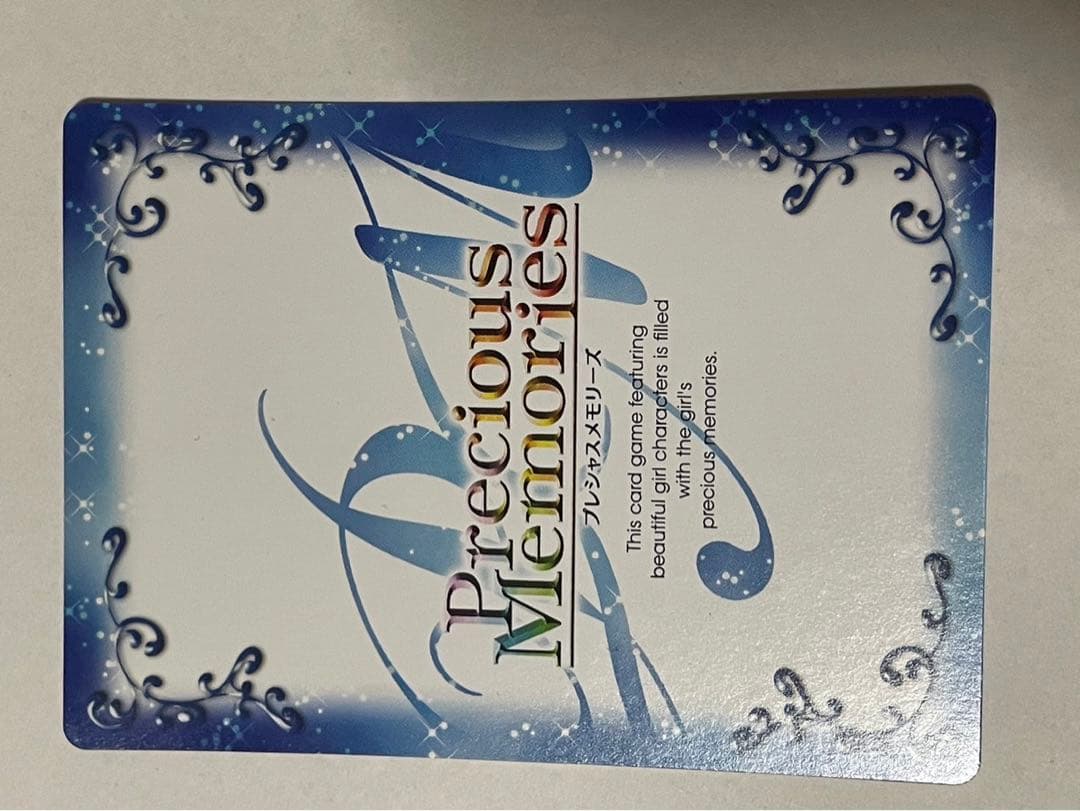 Precious
Memories
プレシャスメモリーズ
This card game featuring
beautiful girl characters is filled
with the girl's
precious memories.